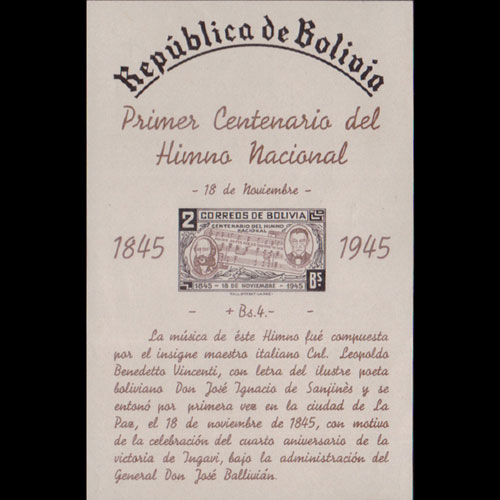 República de Bolivia
Primer Centenario del
Himno Nacional
- 18 de Noviembre -
1845
1945
2
CORREOS DE BOLIVIA
CENTENARIO DEL HIMNO
NACIONAL
1845 - 18 DE NOVIEMBRE - 1945
Bs.
- + Bs.4.- -
La música de éste Himno fué compuesta
por el insigne maestro italiano Cnl. Leopoldo
Benedetto Vincenti, con letra del ilustre poeta
boliviano Don José Ignacio de Sanjinés y se
entonó por primera vez en la ciudad de La
Paz, el 18 de noviembre de 1845, con motivo
de la celebración del cuarto aniversario de la
victoria de Ingavi, bajo la administración del
General Don José Ballivián.